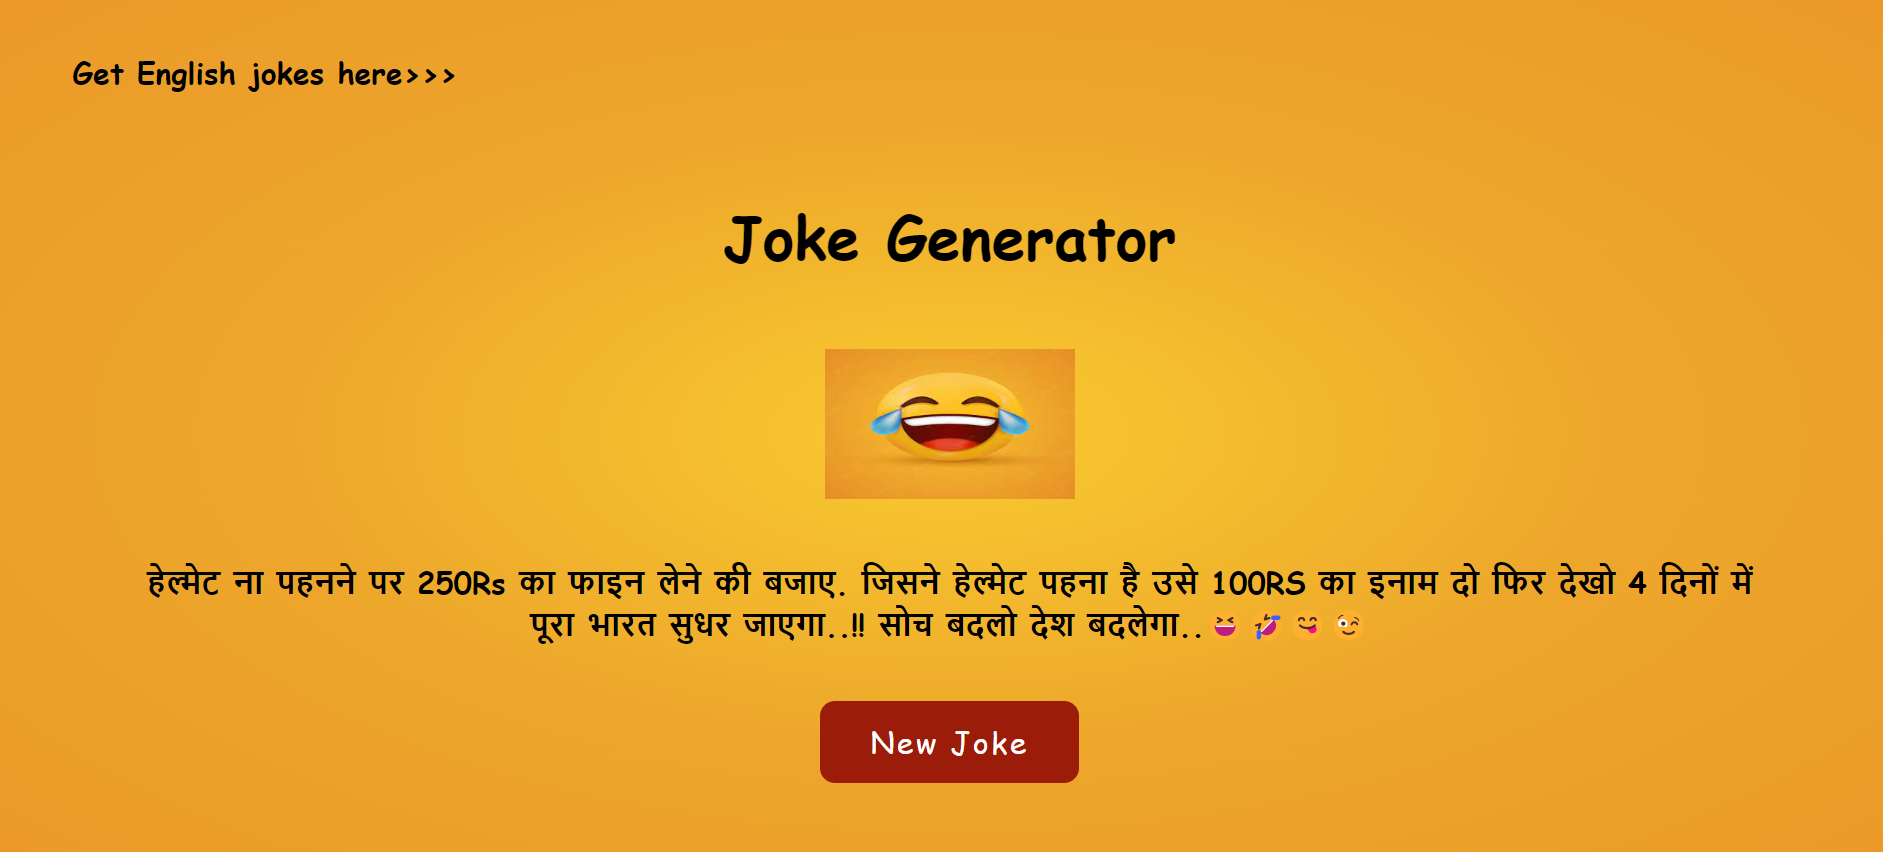 Get English jokes here>>>
Joke Generator
हेल्मेट ना पहनने पर 250Rs का फाइन लेने की बजाए. जिसने हेल्मेट पहना है उसे 100RS का इनाम दो फिर देखो 4 दिनों में
पूरा भारत सुधर जाएगा..!! सोच बदलो देश बदलेगा..😆🤣😋😉
New Joke